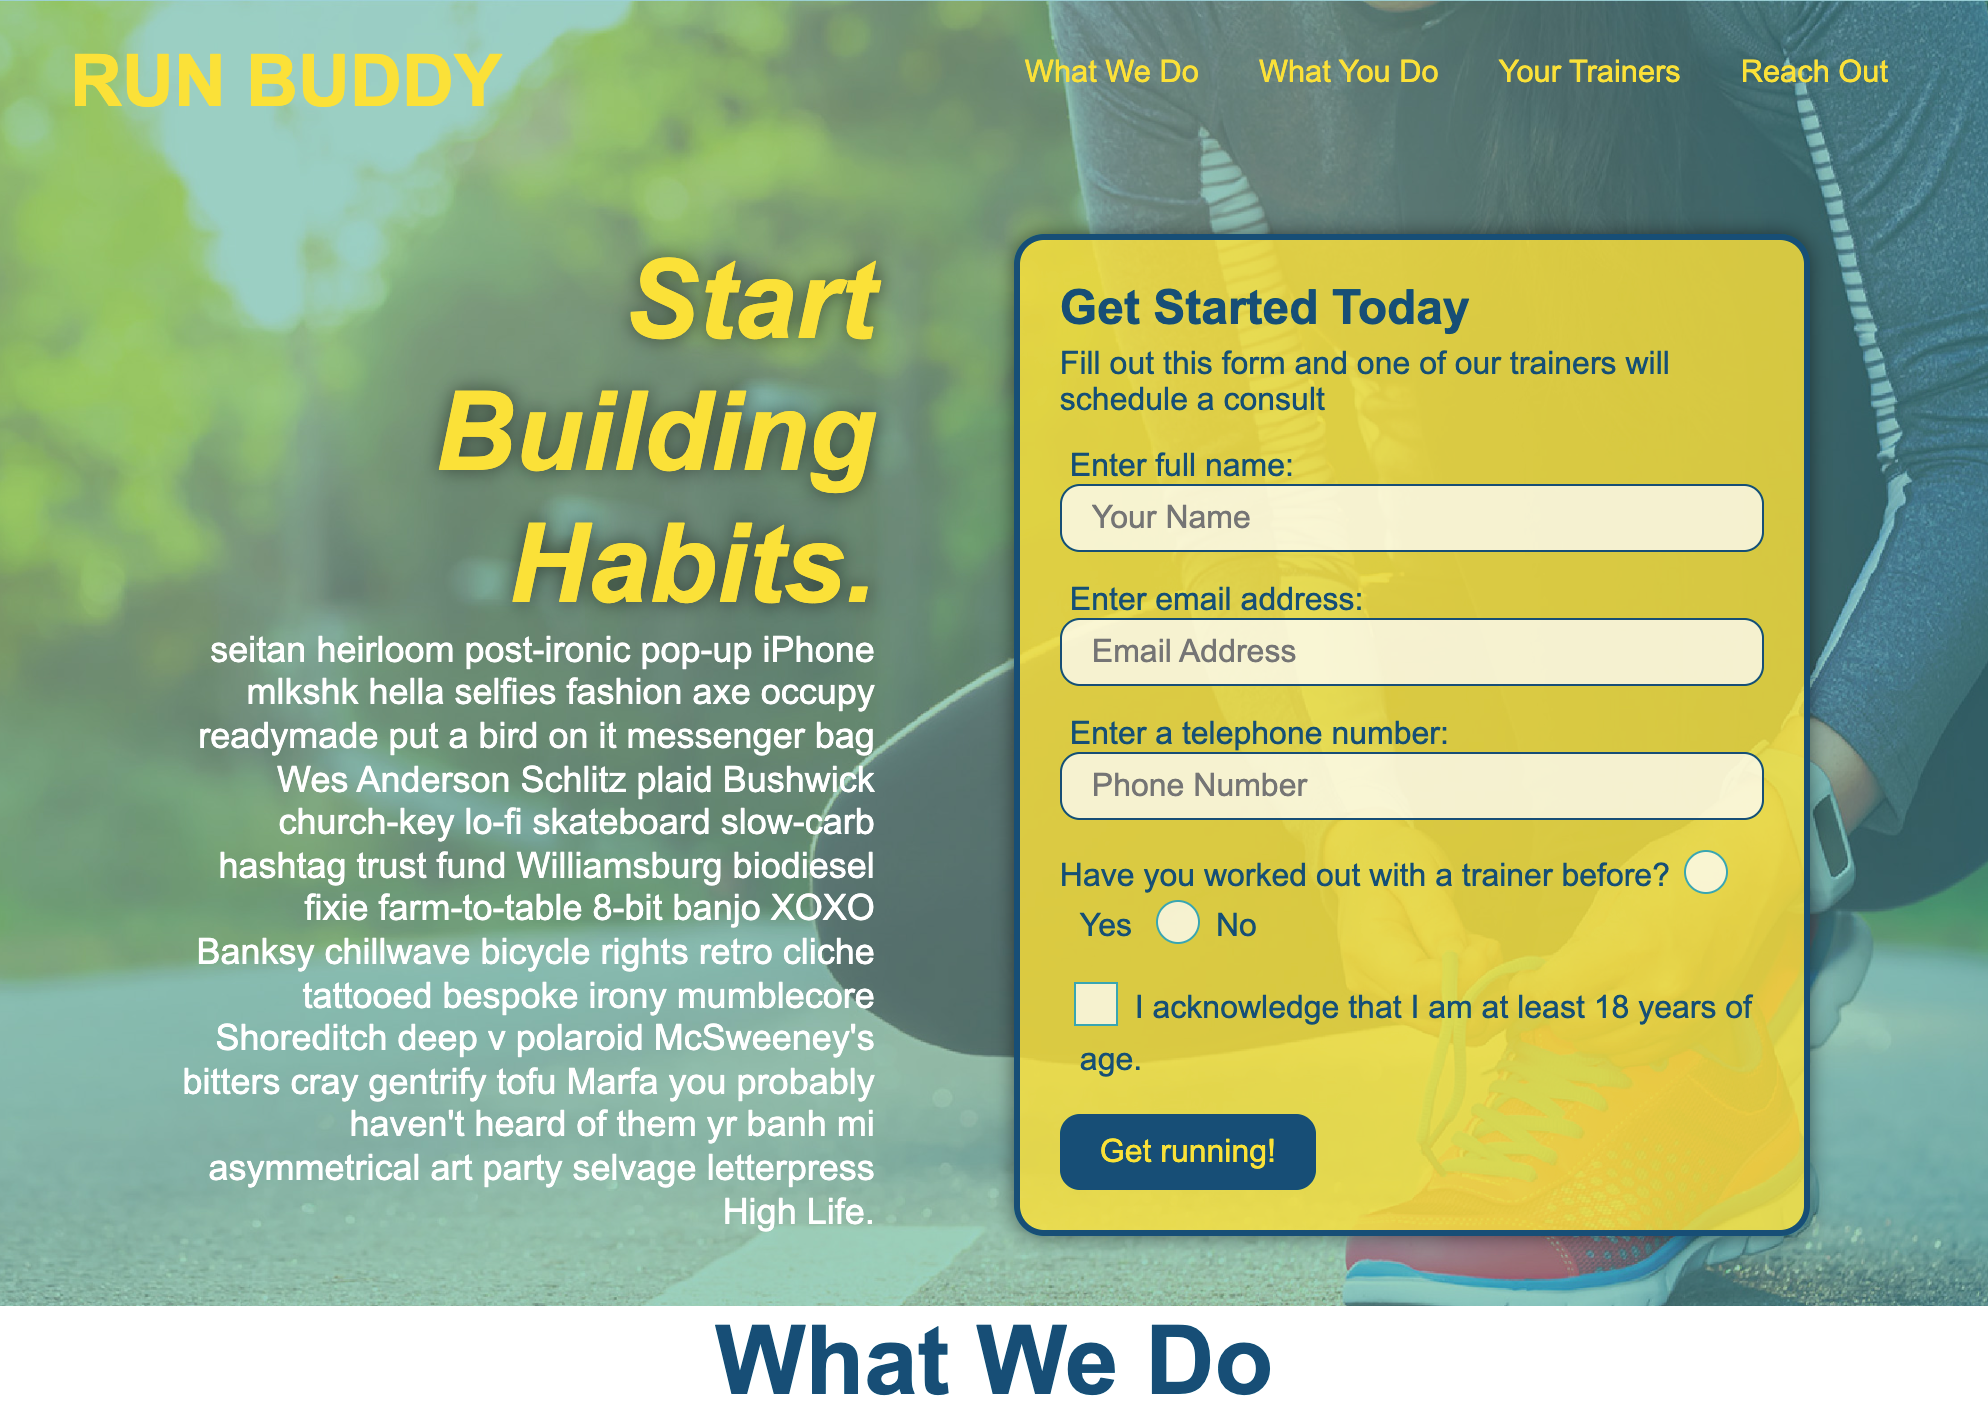 RUN BUDDY
What We Do
What You Do
Your Trainers
Reach Out
Start
Building
Habits.
seitan heirloom post-ironic pop-up iPhone
mlkshk hella selfies fashion axe occupy
readymade put a bird on it messenger bag
Wes Anderson Schlitz plaid Bushwick
church-key lo-fi skateboard slow-carb
hashtag trust fund Williamsburg biodiesel
fixie farm-to-table 8-bit banjo XOXO
Banksy chillwave bicycle rights retro cliche
tattooed bespoke irony mumblecore
Shoreditch deep v polaroid McSweeney's
bitters cray gentrify tofu Marfa you probably
haven't heard of them yr banh mi
asymmetrical art party selvage letterpress
High Life.
Get Started Today
Fill out this form and one of our trainers will
schedule a consult
Enter full name:
Your Name
Enter email address:
Email Address
Enter a telephone number:
Phone Number
Have you worked out with a trainer before?
Yes No
I acknowledge that I am at least 18 years of
age.
Get running!
What We Do